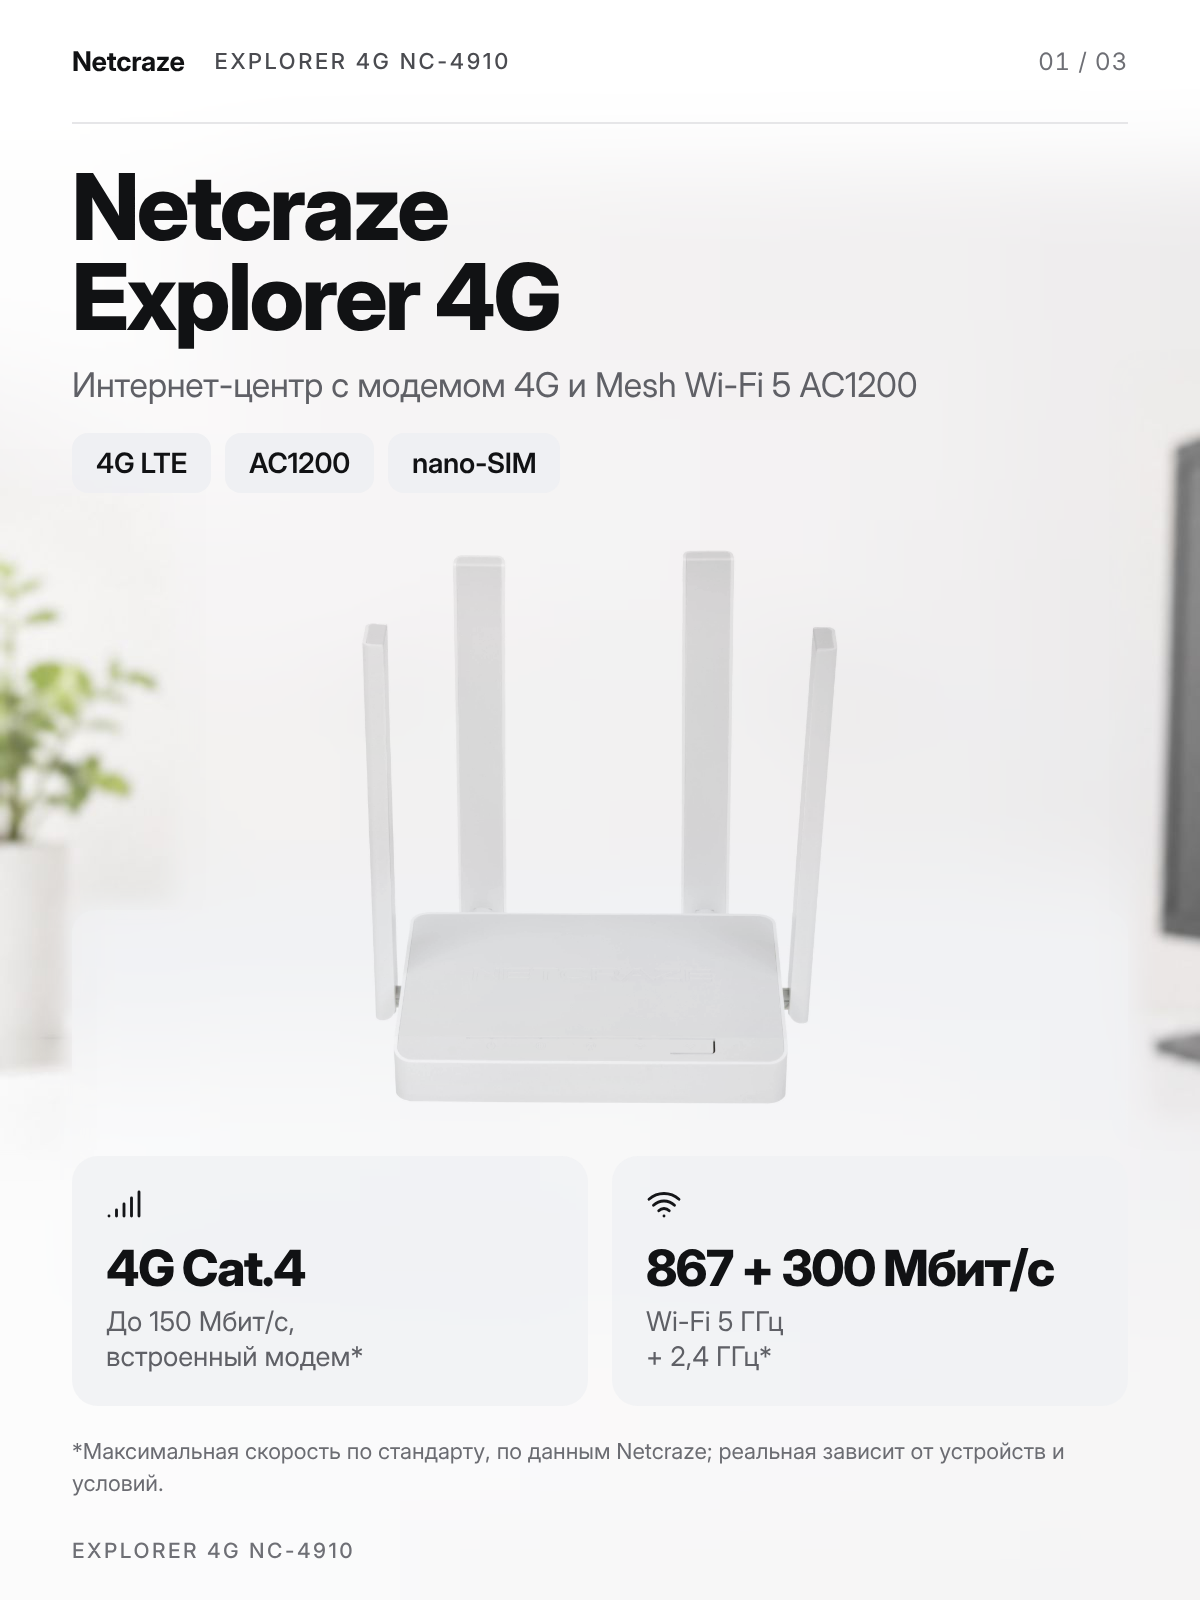 Netcraze EXPLORER 4G NC-4910 01 / 03
Netcraze
Explorer 4G
Интернет-центр с модемом 4G и Mesh Wi-Fi 5 AC1200
4G LTE AC1200 nano-SIM
4G Cat.4
До 150 Мбит/с,
встроенный модем*
867 + 300 Мбит/с
Wi-Fi 5 ГГц
+ 2,4 ГГц*
*Максимальная скорость по стандарту, по данным Netcraze; реальная зависит от устройств и
условий.
EXPLORER 4G NC-4910